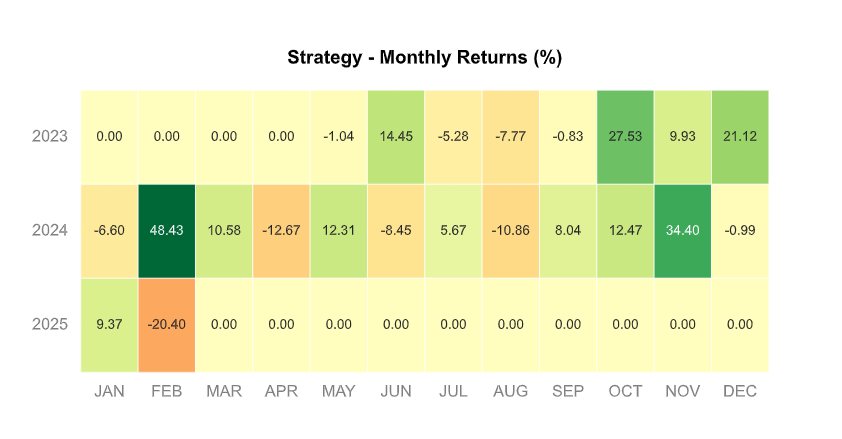 Strategy - Monthly Returns (%)
2023 0.00 0.00 0.00 0.00 -1.04 14.45 -5.28 -7.77 -0.83 27.53 9.93 21.12
2024 -6.60 48.43 10.58 -12.67 12.31 -8.45 5.67 -10.86 8.04 12.47 34.40 -0.99
2025 9.37 -20.40 0.00 0.00 0.00 0.00 0.00 0.00 0.00 0.00 0.00 0.00
JAN FEB MAR APR MAY JUN JUL AUG SEP OCT NOV DEC